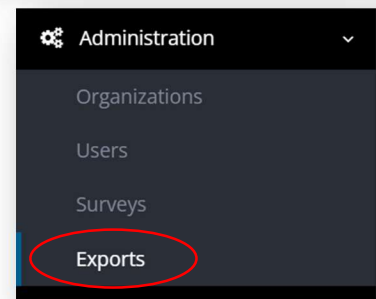 Administration
Organizations
Users
Surveys
Exports